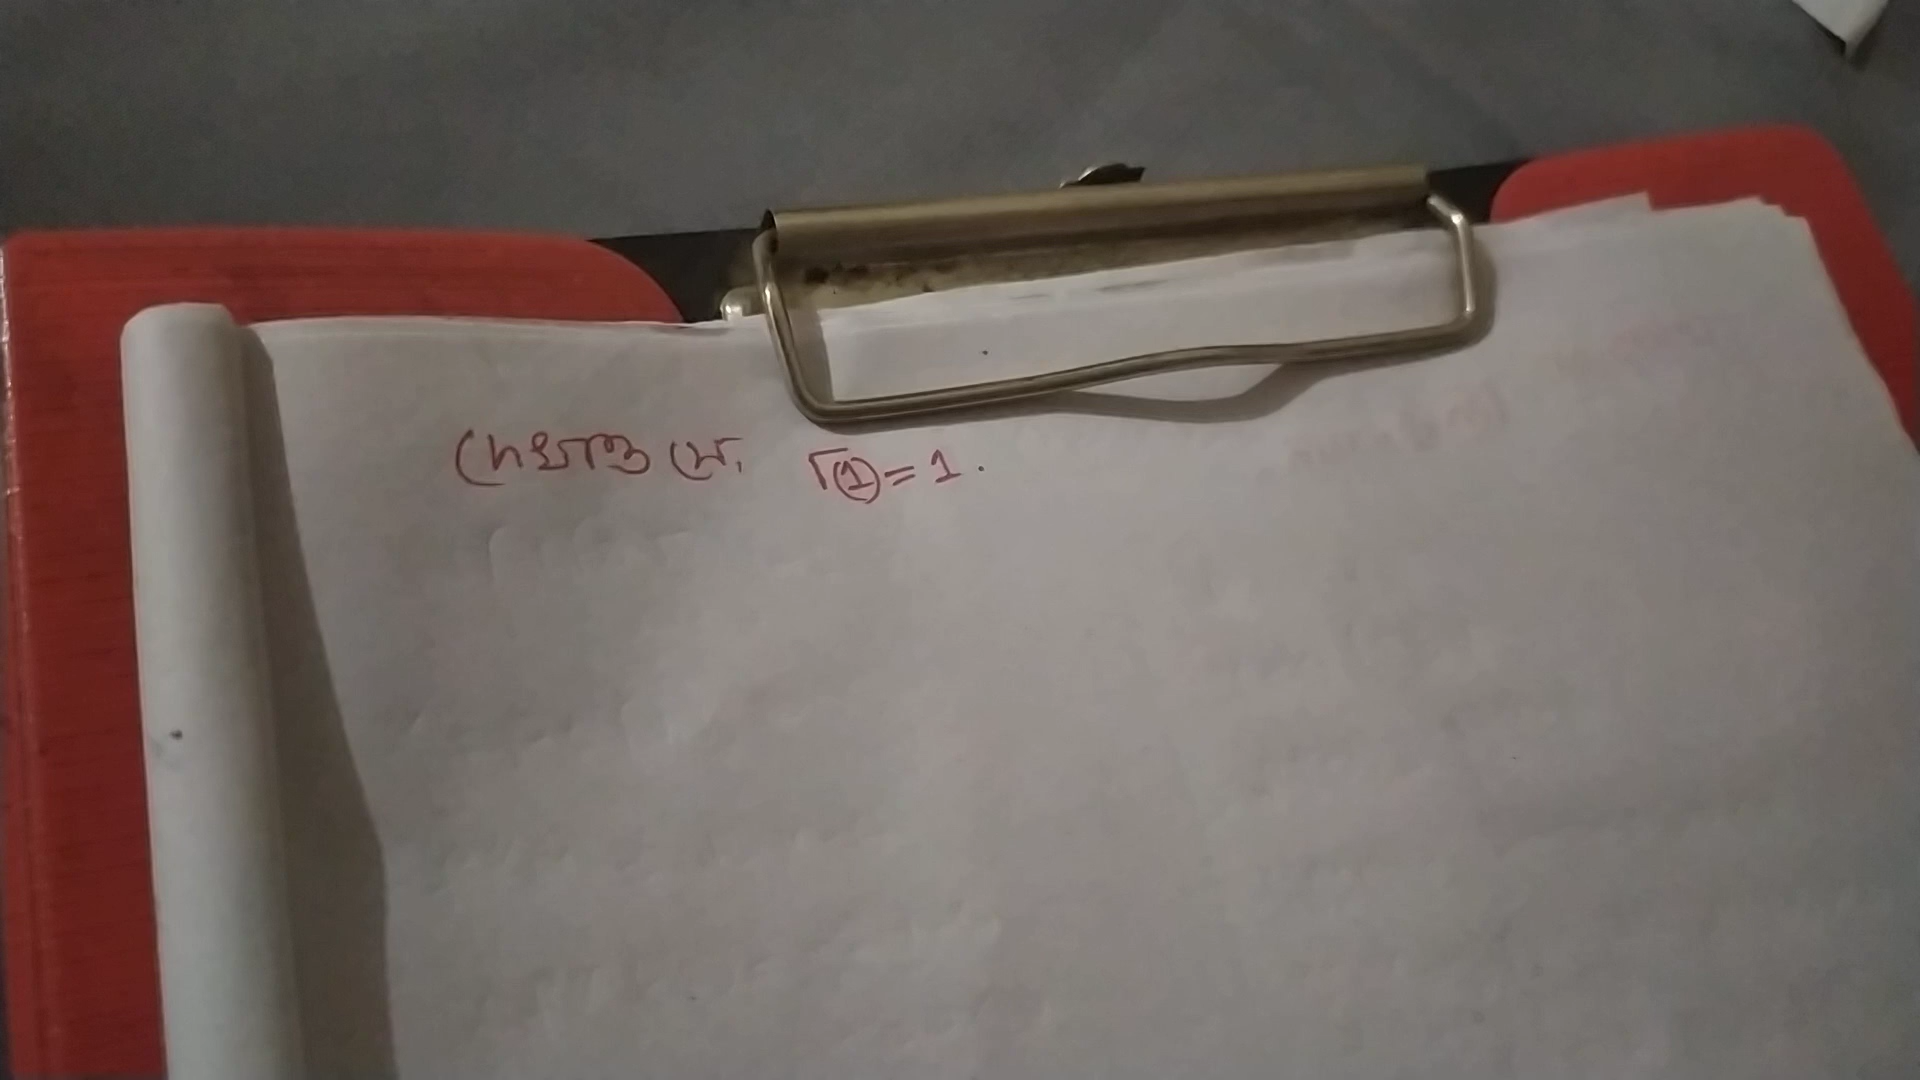 দেখাও যে, Γ(1) = 1.